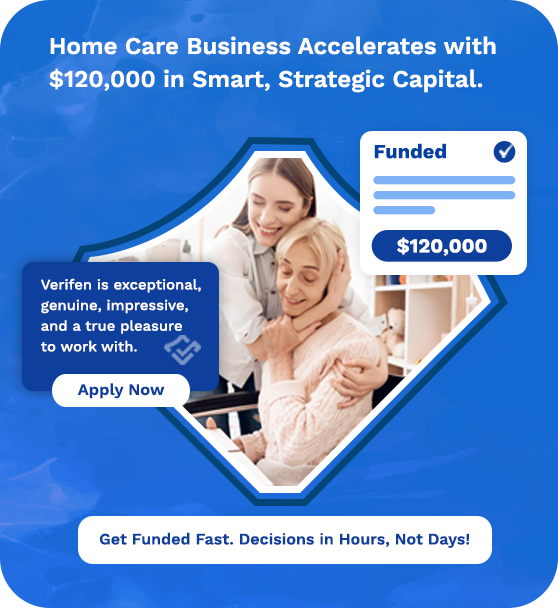 Home Care Business Accelerates with
$120,000 in Smart, Strategic Capital.
Funded
$120,000
Verifen is exceptional,
genuine, impressive,
and a true pleasure
to work with.
Apply Now
Get Funded Fast. Decisions in Hours, Not Days!